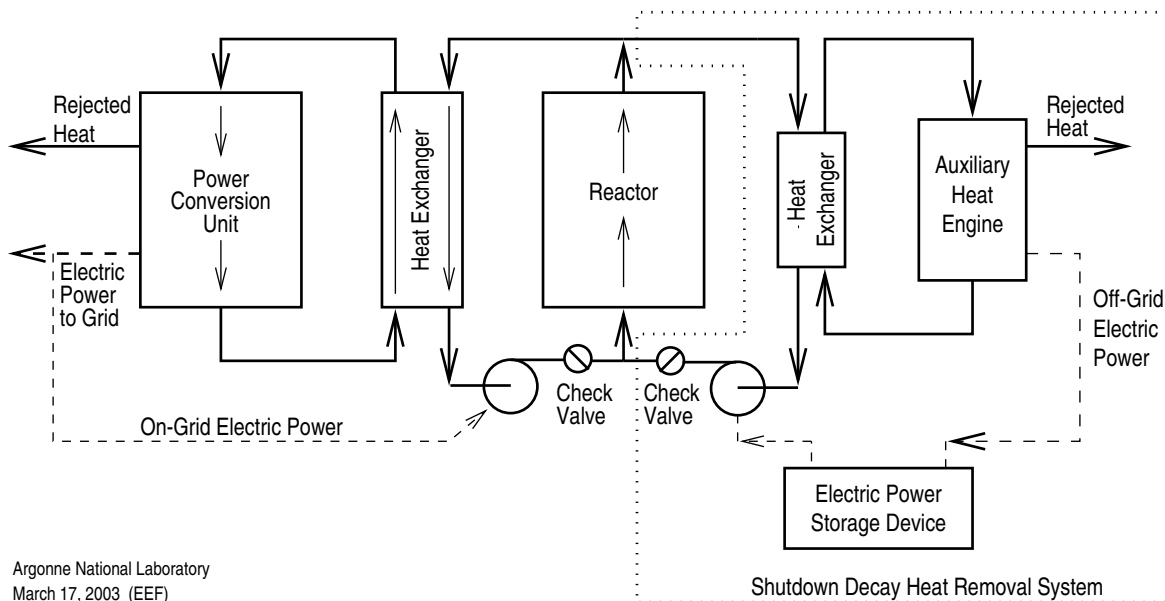 Rejected
Heat
Power
Conversion
Unit
Electric
Power
to Grid
On-Grid Electric Power
Heat Exchanger
Reactor
Check
Valve
Check
Valve
Heat
Exchanger
Auxiliary
Heat
Engine
Rejected
Heat
Off-Grid
Electric
Power
Electric Power
Storage Device
Shutdown Decay Heat Removal System
Argonne National Laboratory
March 17, 2003 (EEF)